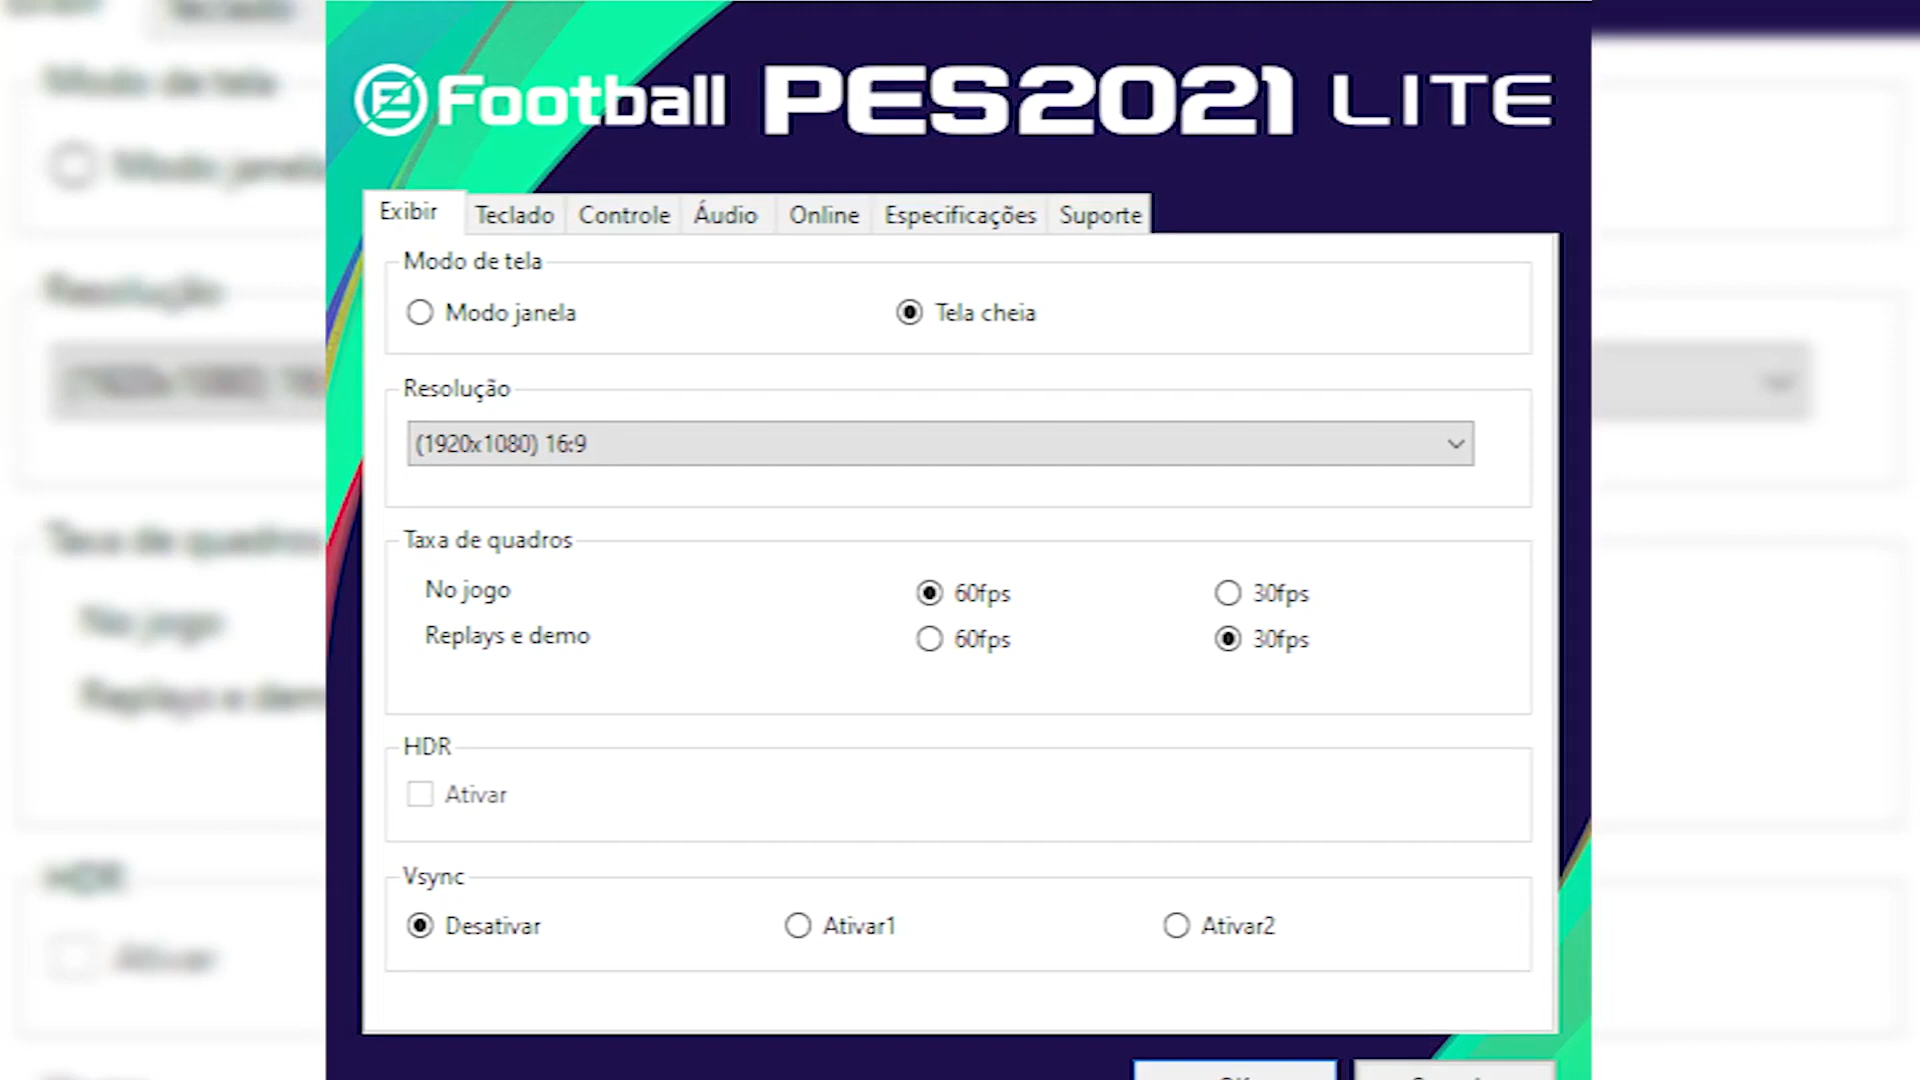 eFootball PES2021 LITE
Exibir Teclado Controle Áudio Online Especificações Suporte
Modo de tela
Modo janela Tela cheia
Resolução
(1920x1080) 16:9
Taxa de quadros
No jogo 60fps 30fps
Replays e demo 60fps 30fps
HDR
Ativar
Vsync
Desativar Ativar1 Ativar2